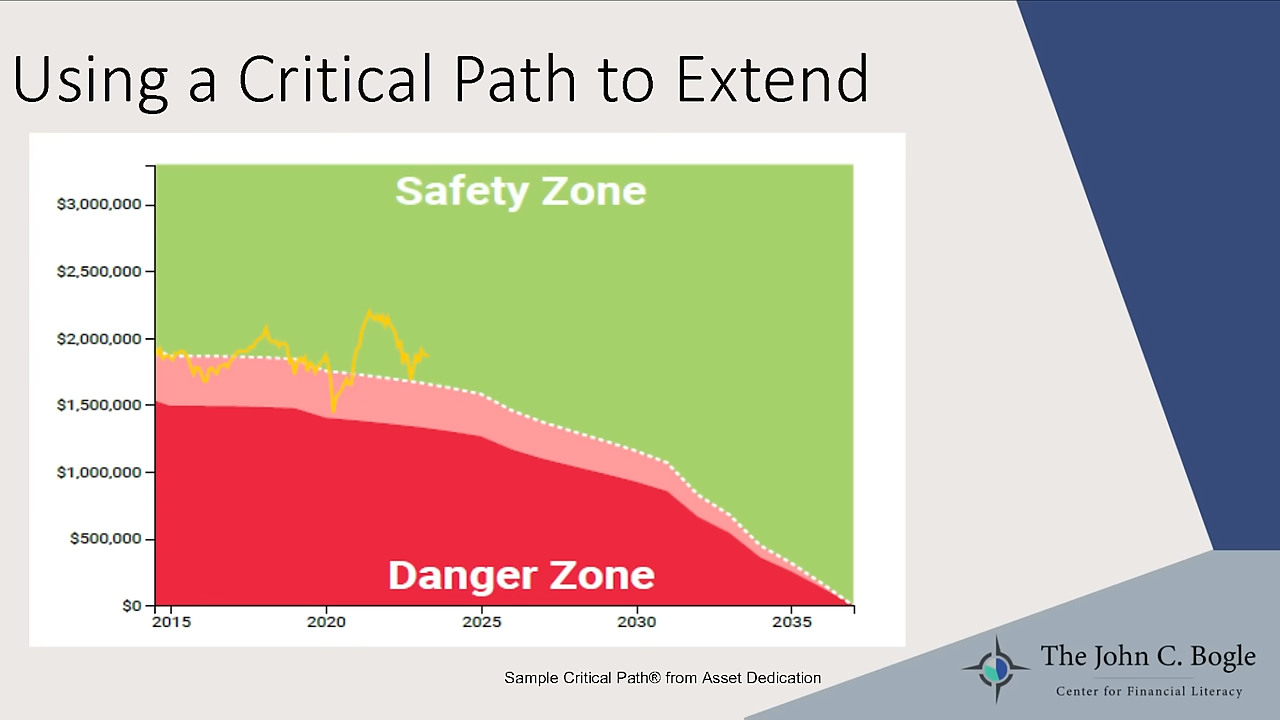 Using a Critical Path to Extend
Safety Zone
$3,000,000
$2,500,000
$2,000,000
$1,500,000
$1,000,000
$500,000
$0
Danger Zone
2015 2020 2025 2030 2035
Sample Critical Path® from Asset Dedication
The John C. Bogle
Center for Financial Literacy